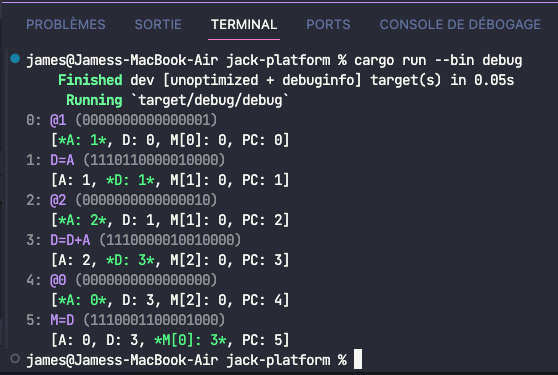 PROBLÈMES SORTIE TERMINAL PORTS CONSOLE DE DÉBOGAGE
james@Jamess-MacBook-Air jack-platform % cargo run --bin debug
Finished dev [unoptimized + debuginfo] target(s) in 0.05s
Running `target/debug/debug`
0: @1 (0000000000000001)
[*A: 1*, D: 0, M[0]: 0, PC: 0]
1: D=A (1110110000010000)
[A: 1, *D: 1*, M[1]: 0, PC: 1]
2: @2 (0000000000000010)
[*A: 2*, D: 1, M[1]: 0, PC: 2]
3: D=D+A (1110000010010000)
[A: 2, *D: 3*, M[2]: 0, PC: 3]
4: @0 (0000000000000000)
[*A: 0*, D: 3, M[2]: 0, PC: 4]
5: M=D (1110001100001000)
[A: 0, D: 3, *M[0]: 3*, PC: 5]
james@Jamess-MacBook-Air jack-platform %